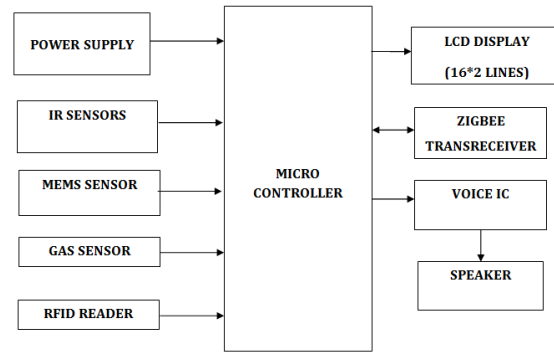 POWER SUPPLY
IR SENSORS
MEMS SENSOR
GAS SENSOR
RFID READER
MICRO
CONTROLLER
LCD DISPLAY
(16*2 LINES)
ZIGBEE
TRANSRECEIVER
VOICE IC
SPEAKER